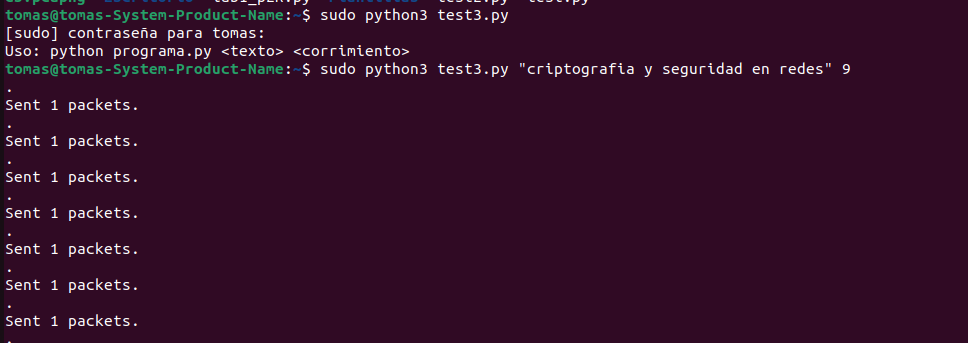 tomas@tomas-System-Product-Name:~$ sudo python3 test3.py
[sudo] contraseña para tomas:
Uso: python programa.py <texto> <corrimiento>
tomas@tomas-System-Product-Name:~$ sudo python3 test3.py "criptografia y seguridad en redes" 9
.
Sent 1 packets.
.
Sent 1 packets.
.
Sent 1 packets.
.
Sent 1 packets.
.
Sent 1 packets.
.
Sent 1 packets.
.
Sent 1 packets.
.